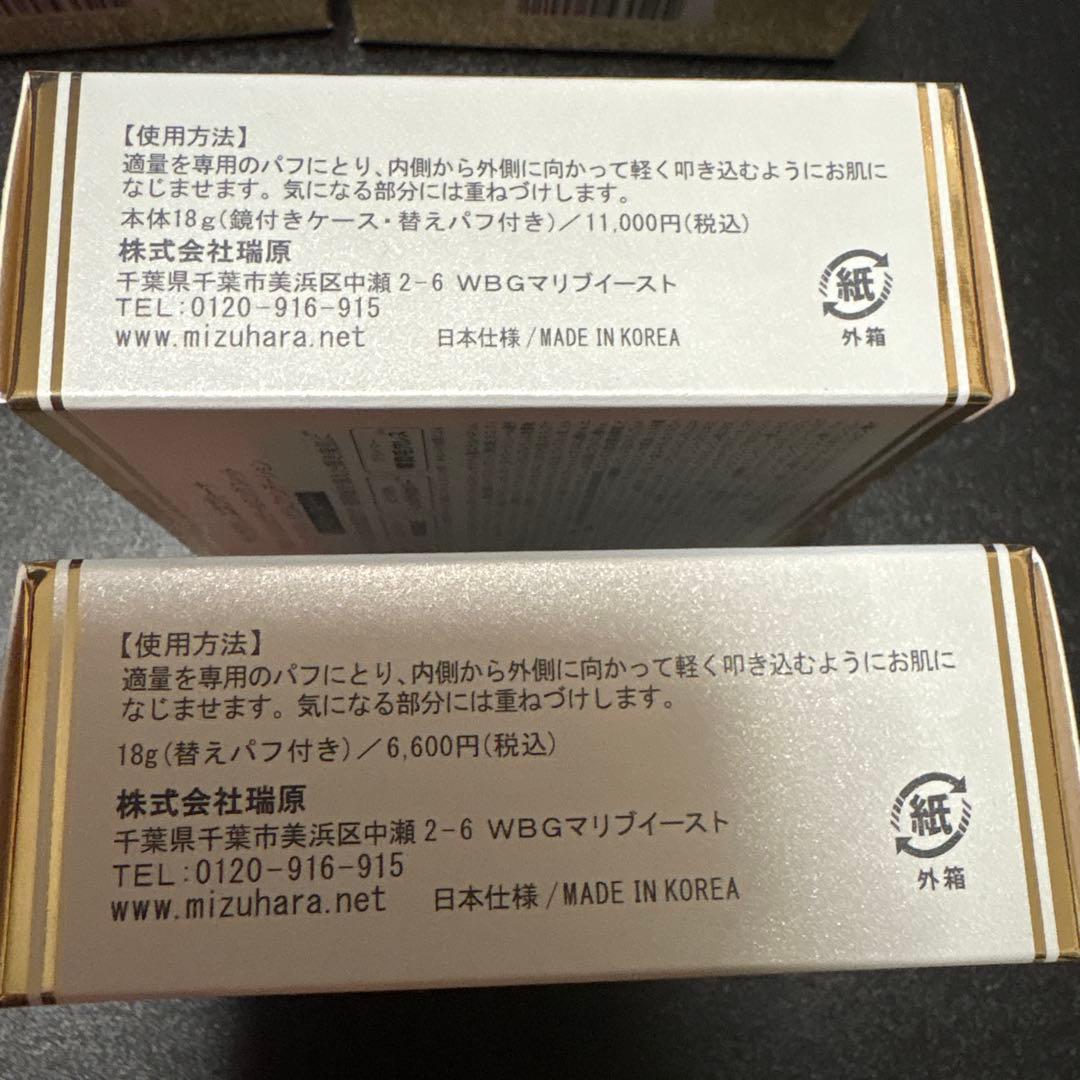 【使用方法】
適量を専用のパフにとり、内側から外側に向かって軽く叩き込むようにお肌に
なじませます。気になる部分には重ねづけします。
本体18g(鏡付きケース・替えパフ付き)／11,000円(税込)
株式会社瑞原
千葉県千葉市美浜区中瀬2-6 WBGマリブイースト
TEL:0120-916-915
www.mizuhara.net 日本仕様/MADE IN KOREA
紙
外箱
【使用方法】
適量を専用のパフにとり、内側から外側に向かって軽く叩き込むようにお肌に
なじませます。気になる部分には重ねづけします。
18g(替えパフ付き)／6,600円(税込)
株式会社瑞原
千葉県千葉市美浜区中瀬2-6 WBGマリブイースト
TEL:0120-916-915
www.mizuhara.net 日本仕様/MADE IN KOREA
紙
外箱